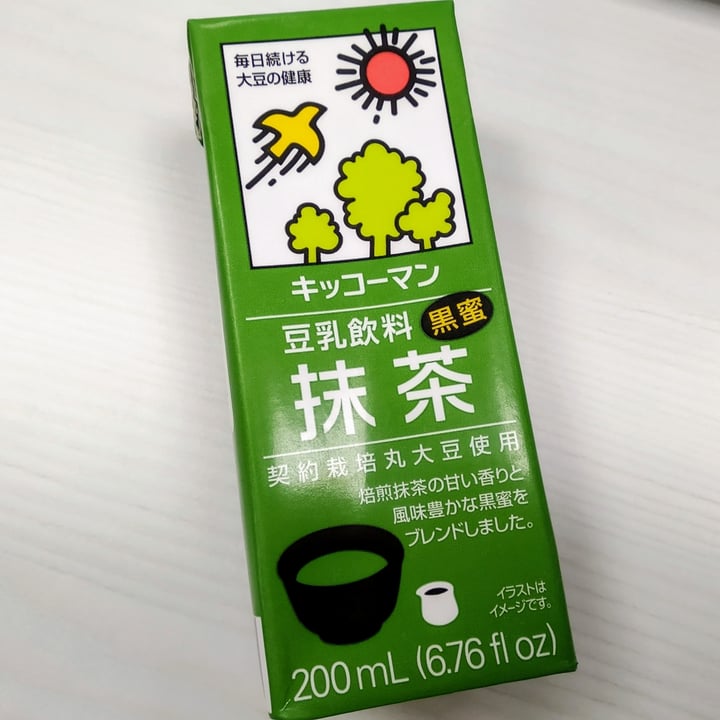 毎日続ける
大豆の健康
キッコーマン
豆乳飲料 黒蜜
抹茶
契約栽培丸大豆使用
焙煎抹茶の甘い香りと
風味豊かな黒蜜を
ブレンドしました。
イラストは
イメージです。
200mL (6.76 fl oz)